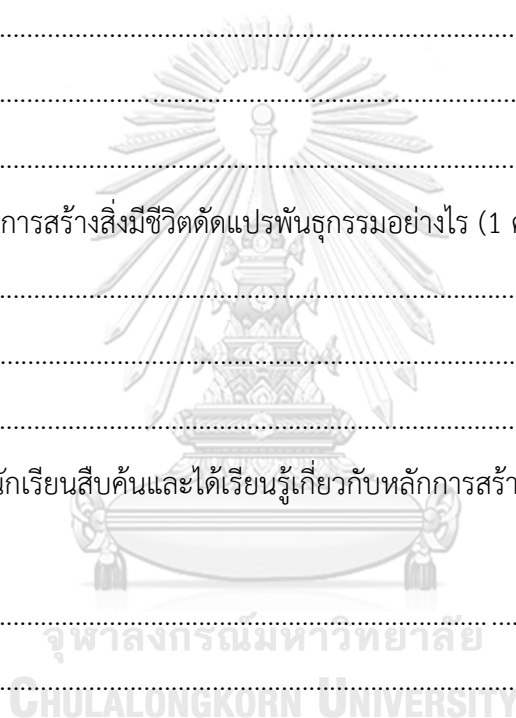 การสร้างสิ่งมีชีวิตดัดแปรพันธุกรรมอย่างไร (1
นักเรียนสืบค้นและได้เรียนรู้เกี่ยวกับหลักการสร้า
จุฬาลงกรณ์มหาวิทยาลัย
CHULALONGKORN UNIVERSITY